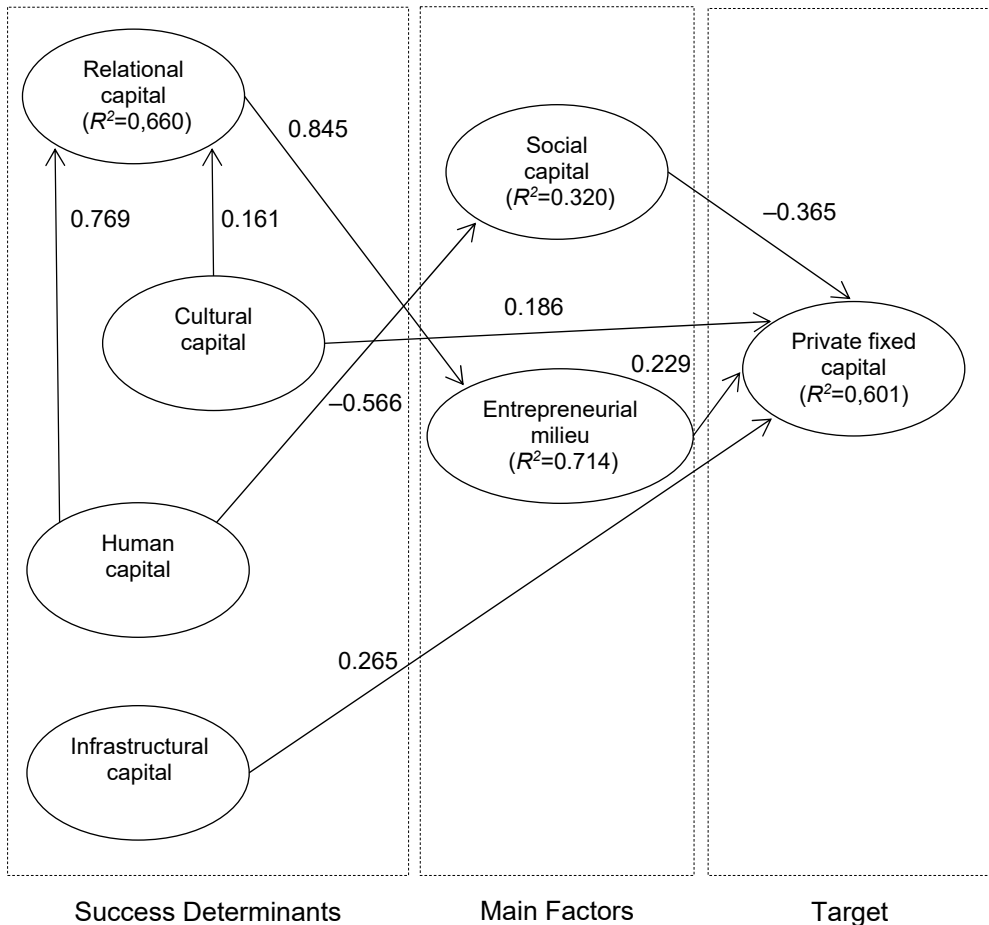 Relational
capital
(R²=0,660)
0.845
Social
capital
(R²=0.320)
0.769
0.161
–0.365
Cultural
capital
0.186
Private fixed
capital
(R²=0,601)
0.229
–0.566
Entrepreneurial
milieu
(R²=0.714)
Human
capital
0.265
Infrastructural
capital
Success Determinants
Main Factors
Target